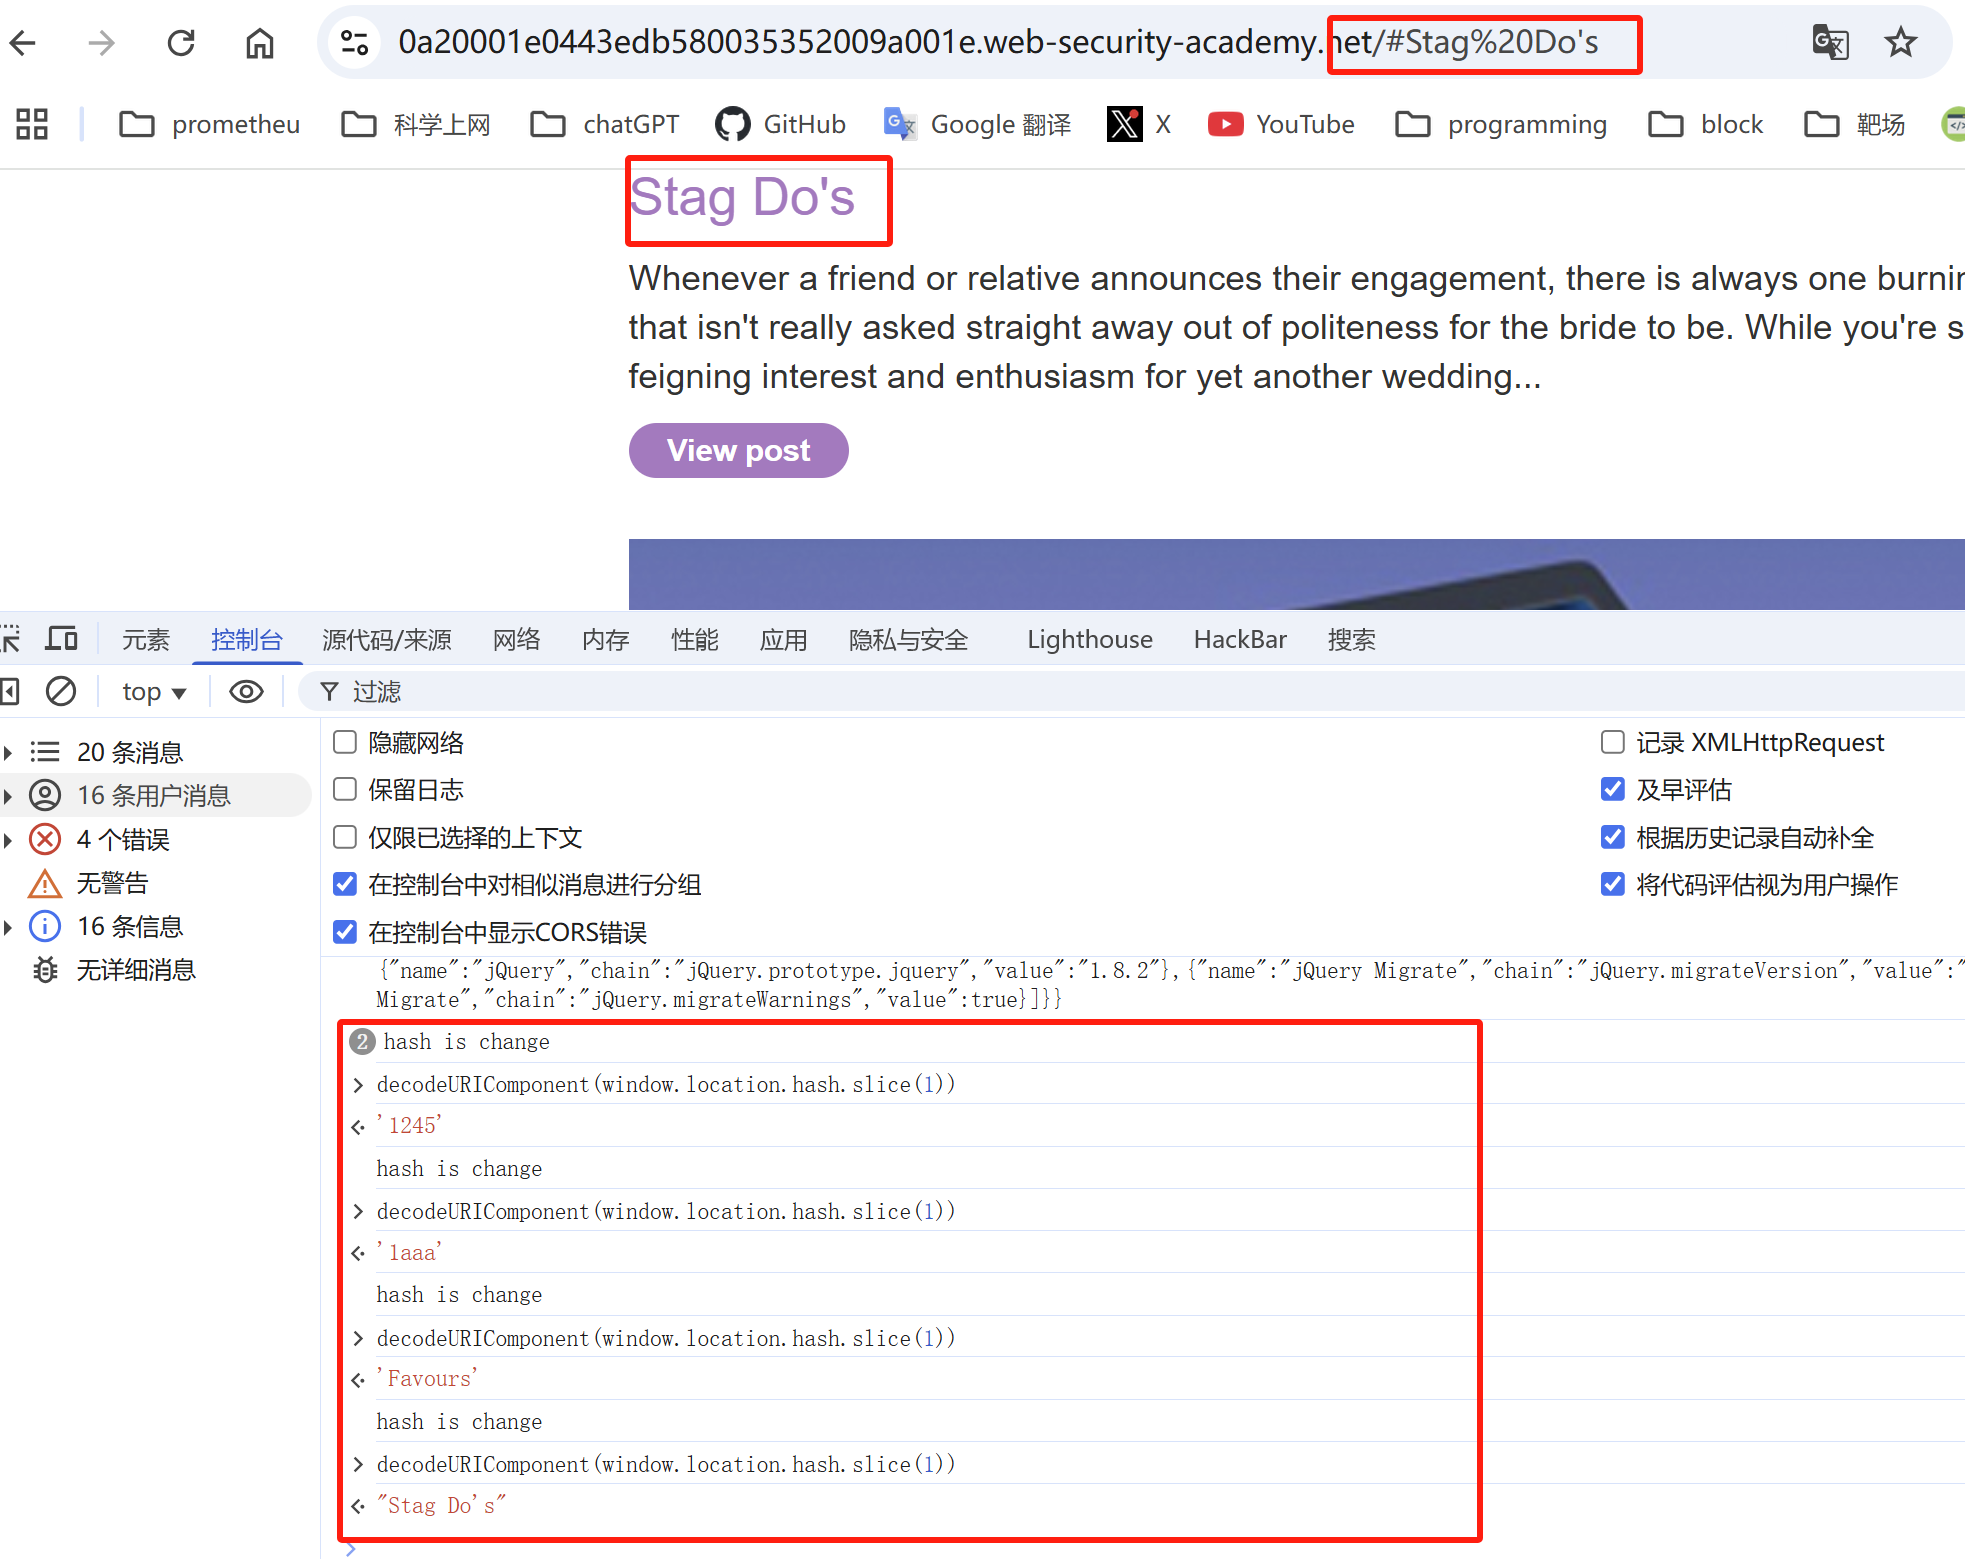 0a20001e0443edb580035352009a001e.web-security-academy.net/#Stag%20Do's
prometheu 科学上网 chatGPT GitHub Google 翻译 X YouTube programming block 靶场
Stag Do's
Whenever a friend or relative announces their engagement, there is always one burnin
that isn't really asked straight away out of politeness for the bride to be. While you're s
feigning interest and enthusiasm for yet another wedding...
View post
元素 控制台 源代码/来源 网络 内存 性能 应用 隐私与安全 Lighthouse HackBar 搜索
top 过滤
20 条消息
16 条用户消息
4 个错误
无警告
16 条信息
无详细消息
隐藏网络 记录 XMLHttpRequest
保留日志 及早评估
仅限已选择的上下文 根据历史记录自动补全
在控制台中对相似消息进行分组 将代码评估视为用户操作
在控制台中显示CORS错误
{"name":"jQuery","chain":"jQuery.prototype.jquery","value":"1.8.2"},{"name":"jQuery Migrate","chain":"jQuery.migrateVersion","value":"
Migrate","chain":"jQuery.migrateWarnings","value":true}]}}
2 hash is change
decodeURIComponent(window.location.hash.slice(1))
'1245'
hash is change
decodeURIComponent(window.location.hash.slice(1))
'1aaa'
hash is change
decodeURIComponent(window.location.hash.slice(1))
'Favours'
hash is change
decodeURIComponent(window.location.hash.slice(1))
"Stag Do's"